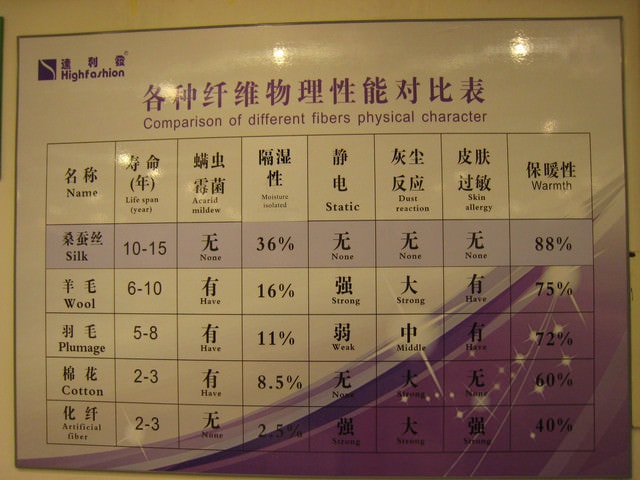 達利發®
Highfashion
各种纤维物理性能对比表
Comparison of different fibers physical character
名称 寿命 螨虫 隔湿 静 灰尘 皮肤 保暖性
Name (年) 霉菌 性 电 反应 过敏 Warmth
Life span (year) Acarid mildew Moisture isolated Static Dust reaction Skin allergy
桑蚕丝 10-15 无 36% 无 无 无 88%
Silk None None None None
羊毛 6-10 有 16% 强 大 有 75%
Wool Have Strong Strong Have
羽毛 5-8 有 11% 弱 中 有 72%
Plumage Have Weak Middle Have
棉花 2-3 有 8.5% 无 大 无 60%
Cotton Have None Strong None
化纤 2-3 无 2.5% 强 大 强 40%
Artificial fiber None Strong Strong Strong